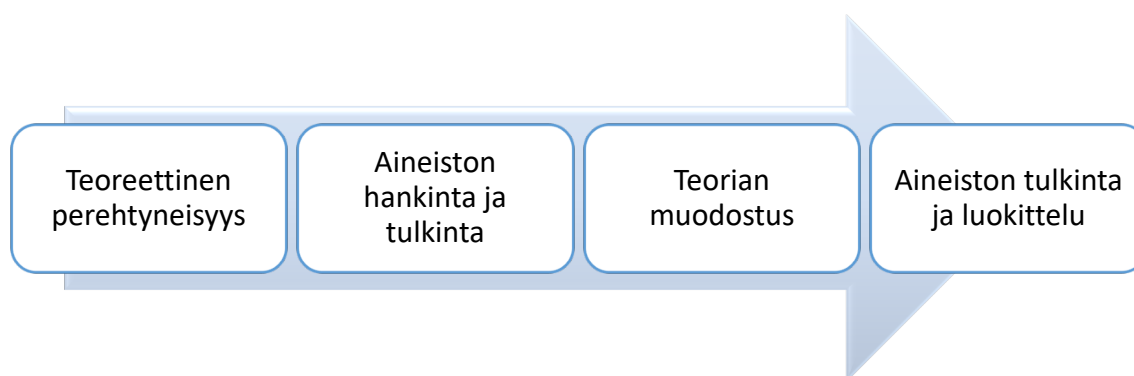 Teoreettinen
perehtyneisyys
Aineiston
hankinta ja
tulkinta
Teorian
muodostus
Aineiston tulkinta
ja luokittelu